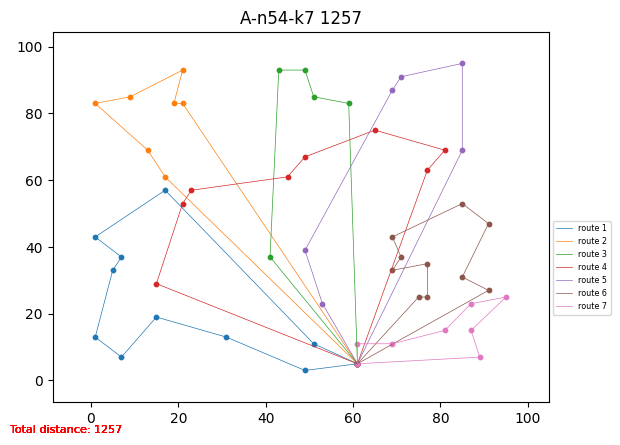 A-n54-k7 1257
100
80
60
40
20
0
0 20 40 60 80 100
route 1
route 2
route 3
route 4
route 5
route 6
route 7
Total distance: 1257